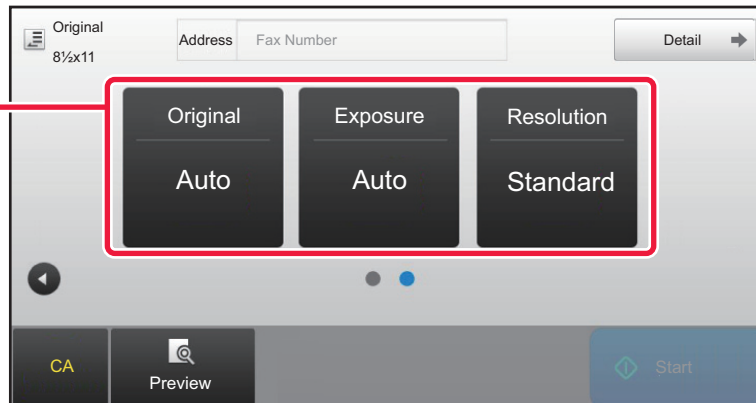 Original
8½x11
Address
Fax Number
Detail
Original
Exposure
Resolution
Auto
Auto
Standard
CA
Preview
Start